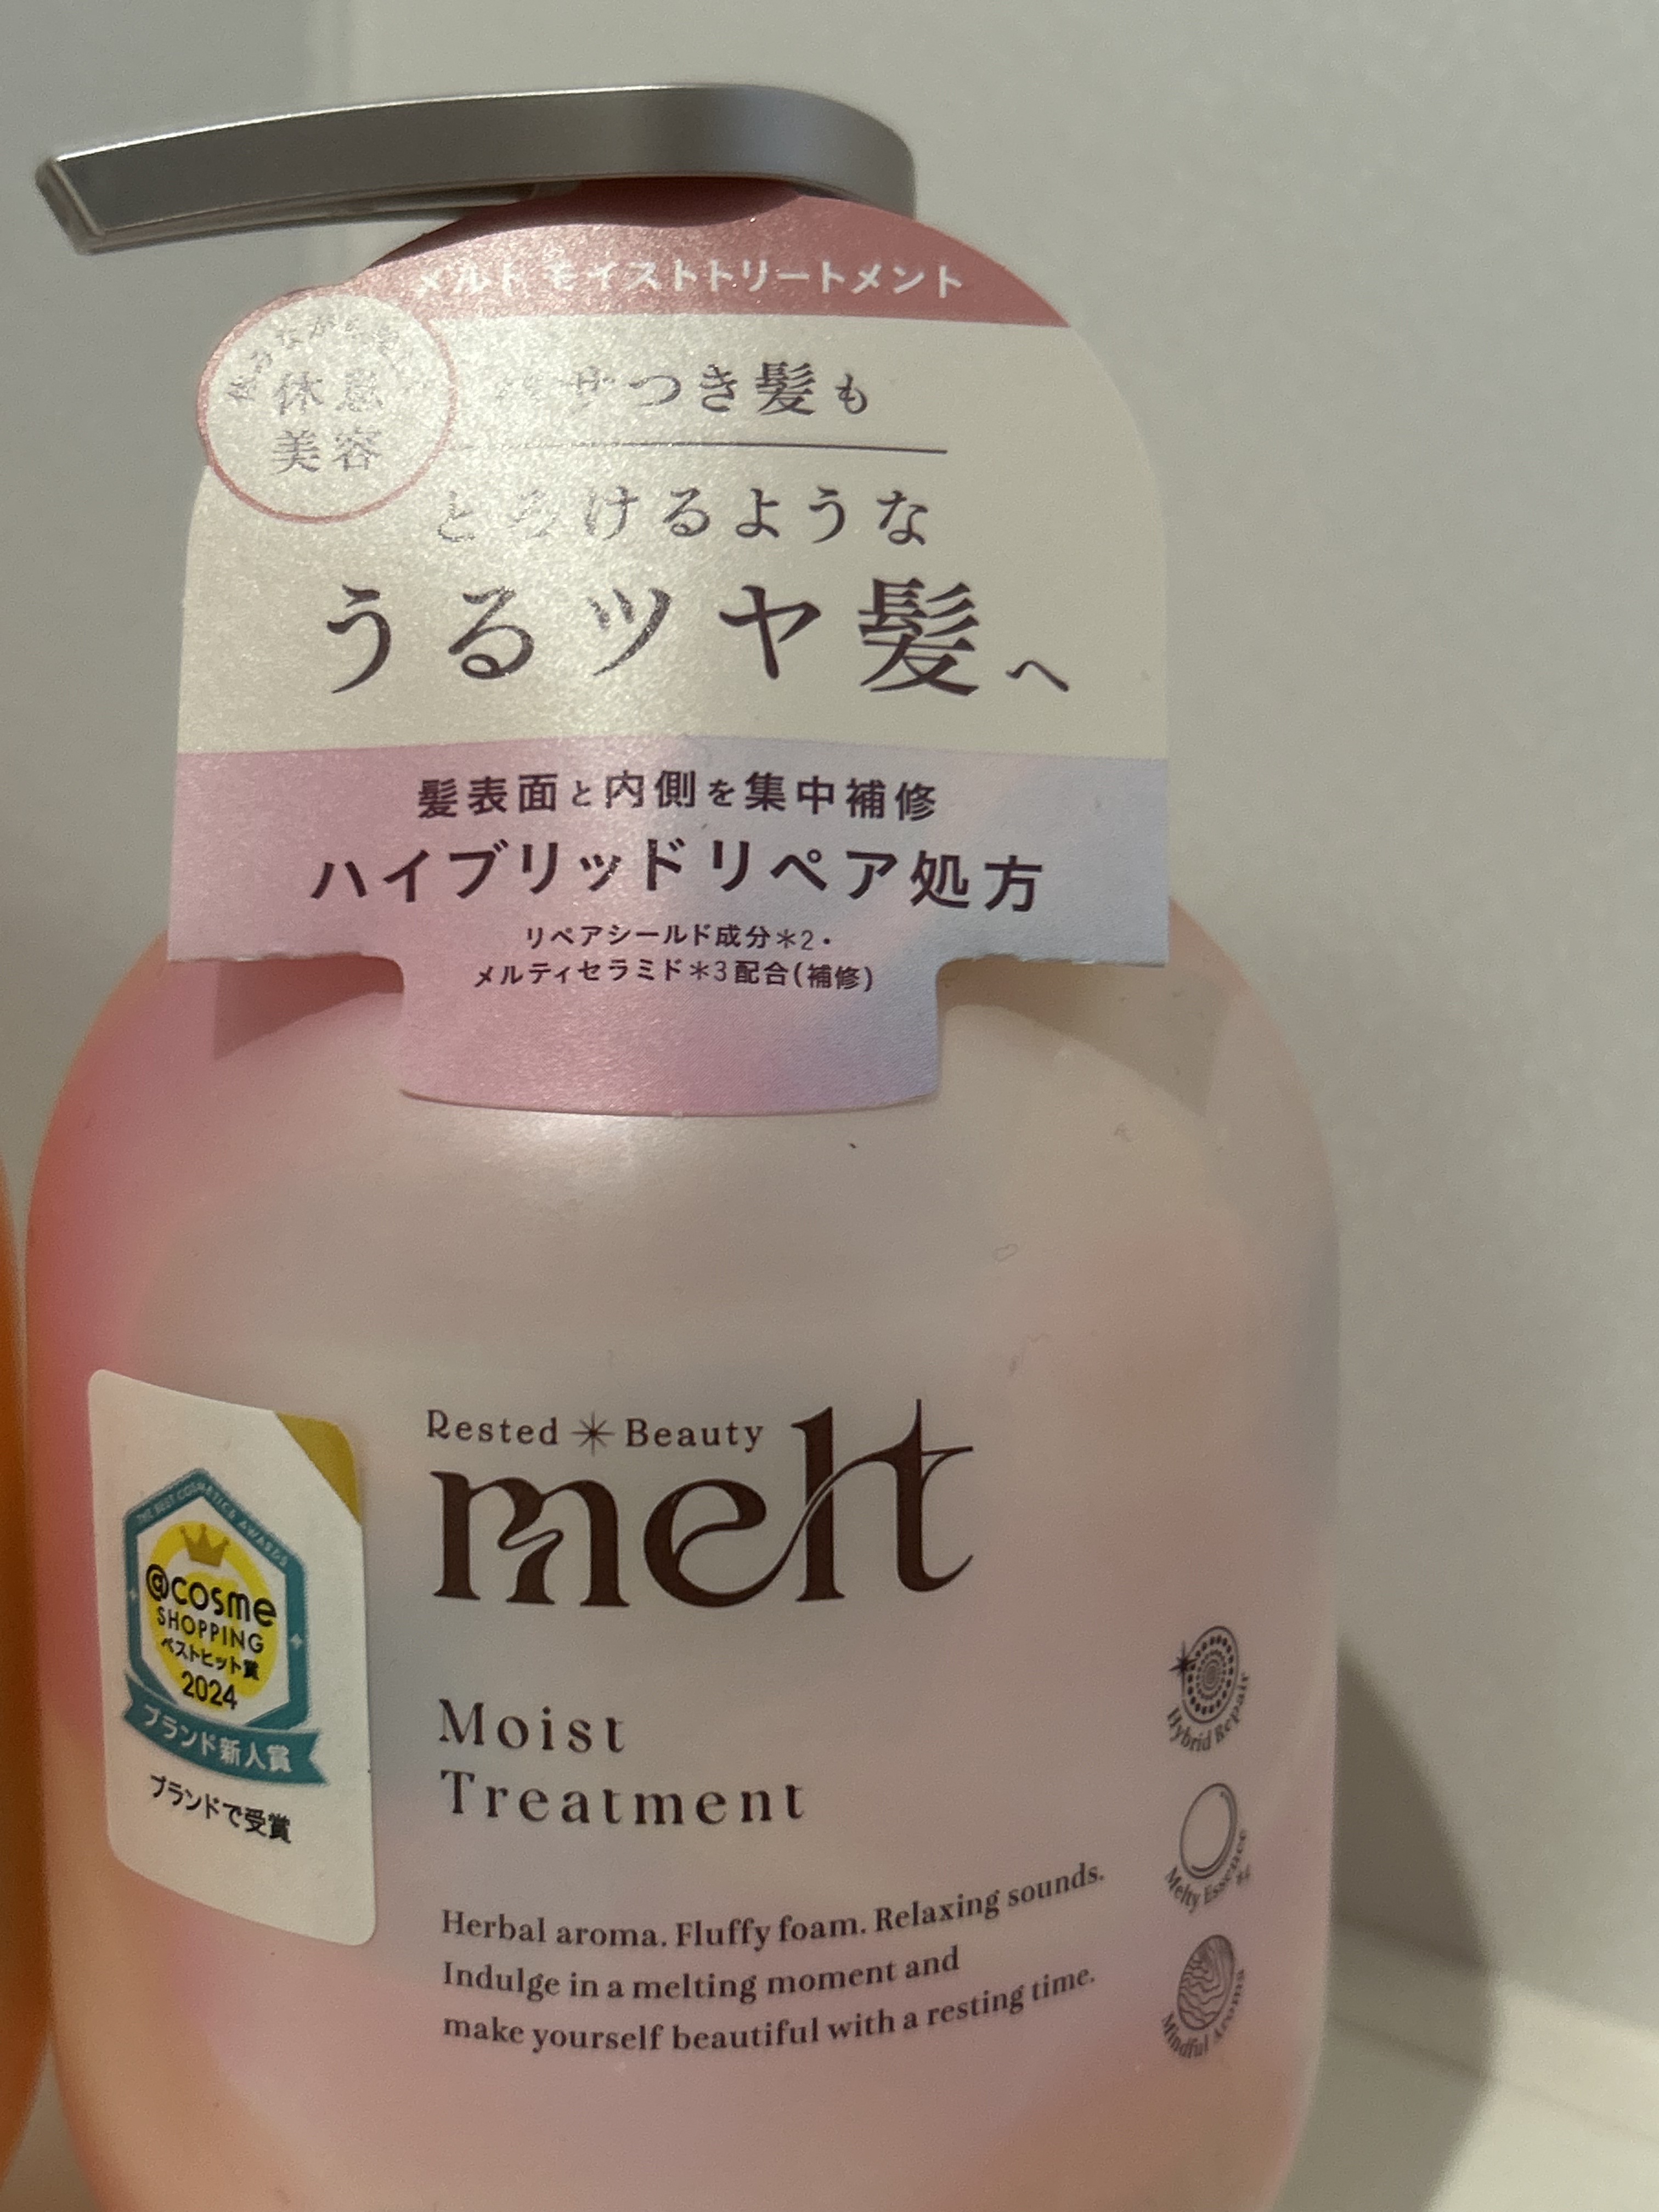 メルト モイストトリートメント
休息
美容
つき髪も
とろけるような
うるツヤ髪へ
髪表面と内側を集中補修
ハイブリッドリペア処方
リペアシールド成分＊2・
メルティセラミド＊3配合(補修)
Rested Beauty
melt
THE BEST COSMETICS AWARDS
@cosme
SHOPPING
ベストヒット賞
2024
ブランド新人賞
ブランドで受賞
Moist
Treatment
Herbal aroma. Fluffy foam. Relaxing sounds.
Indulge in a melting moment and
make yourself beautiful with a resting time.
Hybrid Repair
Melty Essence
Mindful Aroma